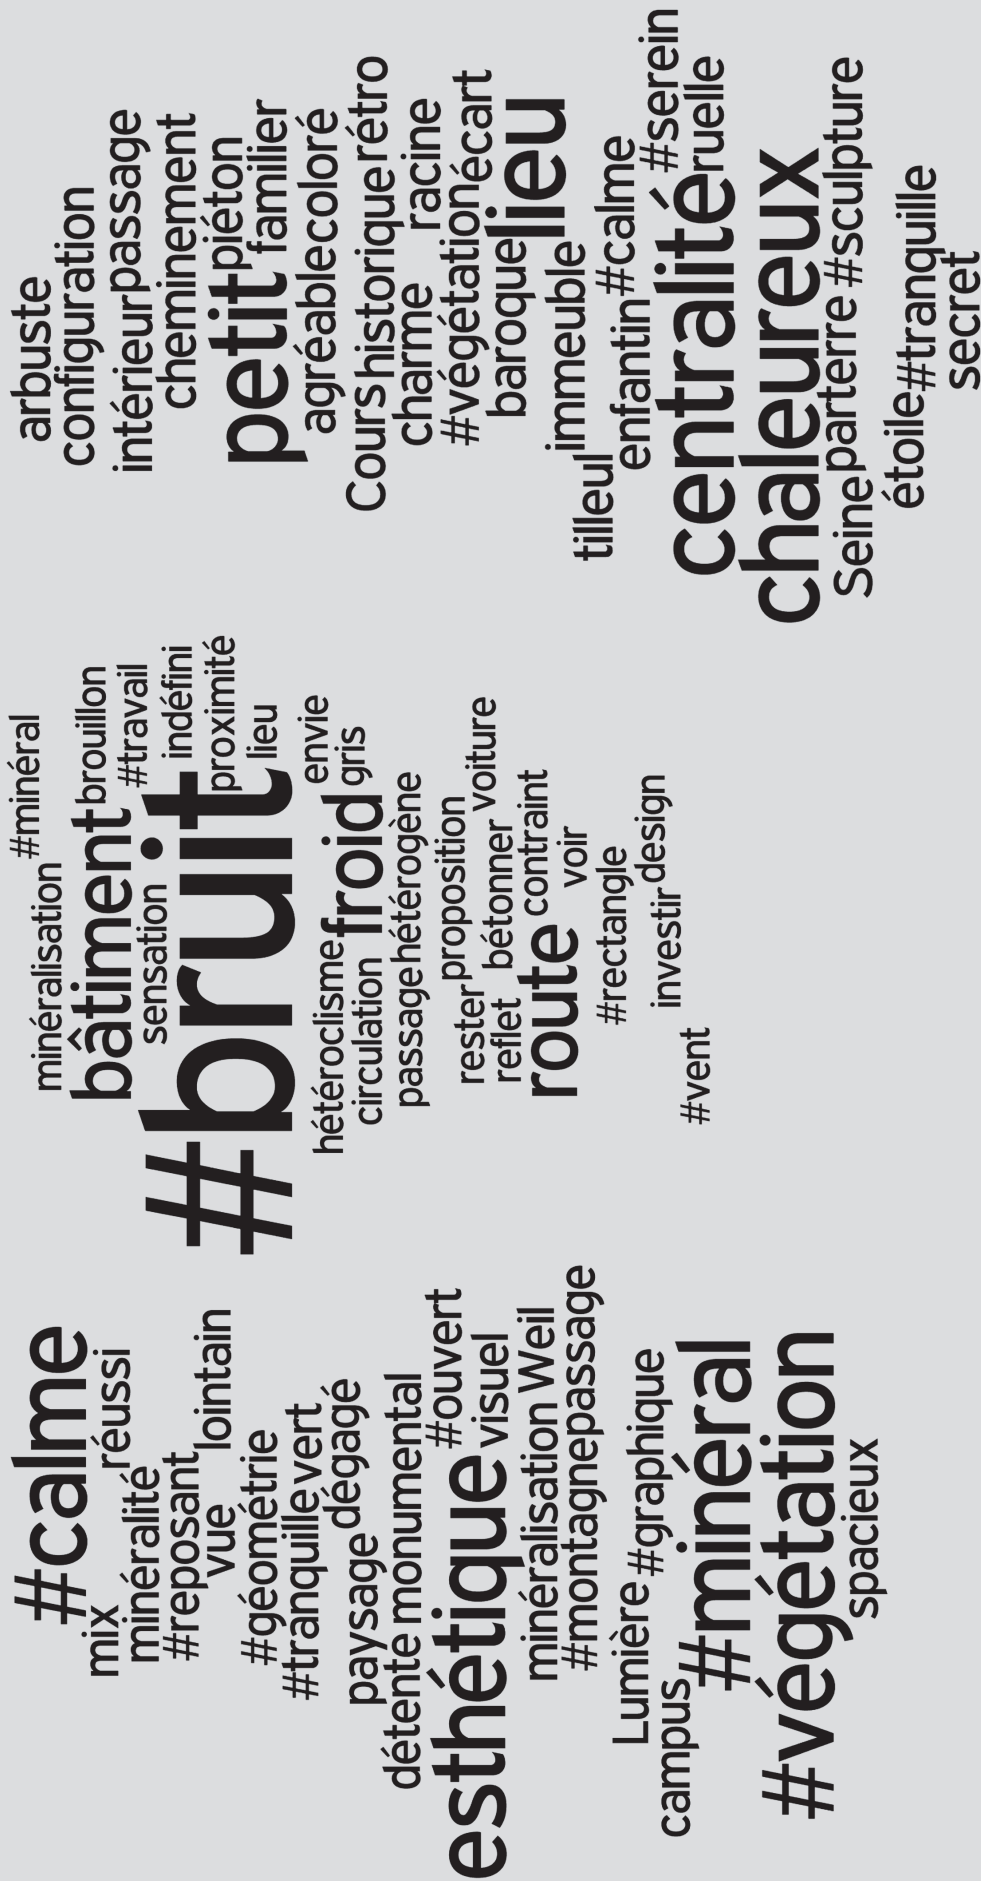 #calme
mix réussi
minéralité
#reposant
vue lointain
#géométrie
#tranquille vert
paysage dégagé
détente monumental
esthétique #ouvert
visuel
minéralisation Weil
#montagne passage
Lumière #graphique
campus
#minéral
#végétation
spacieux
#minéral
minéralisation
bâtiment brouillon
sensation #travail
#bruit indéfini
proximité
lieu
hétéroclisme froid envie
circulation gris
passage hétérogène
rester proposition
reflet bétonner voiture
route contraint
voir
#rectangle
investir design
#vent
arbuste
configuration
intérieur passage
cheminement
petit piéton
familier
agréable coloré
Cours historique rétro
charme racine
#végétation écart
baroque lieu
immeuble
tilleul #calme
enfantin
centralité #serein
ruelle
chaleureux
Seine parterre #sculpture
étoile #tranquille
secret